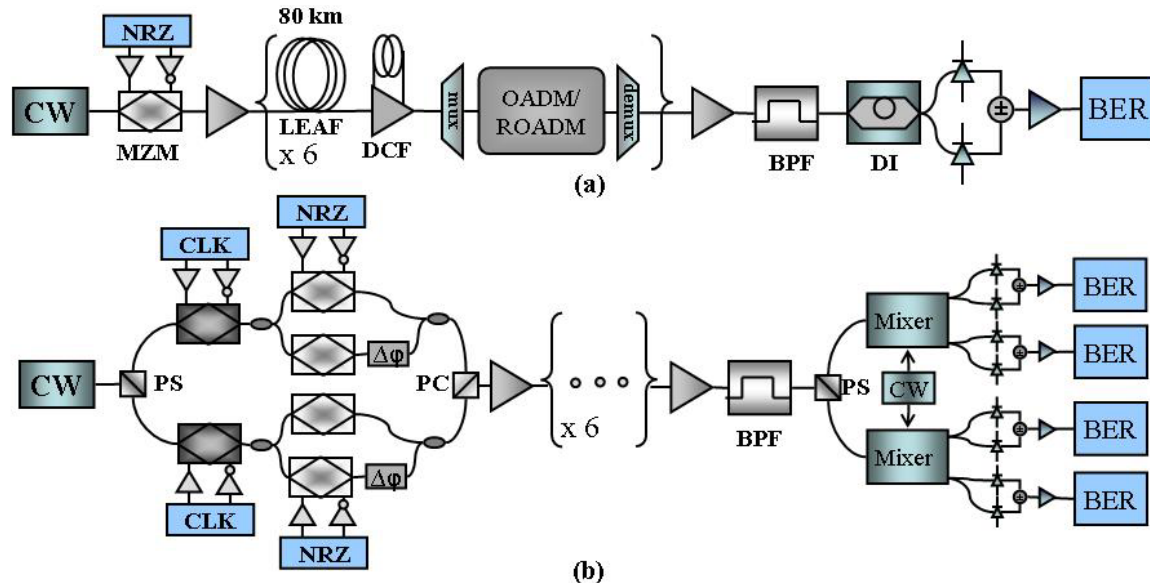 80 km
NRZ
CW
MZM
LEAF
x 6
DCF
mux
OADM/
ROADM
demux
BPF
DI
±
BER
(a)
NRZ
CLK
CW
PS
Δφ
PC
x 6
BPF
PS
Mixer
CW
Mixer
±
BER
±
BER
±
BER
±
BER
Δφ
CLK
NRZ
(b)